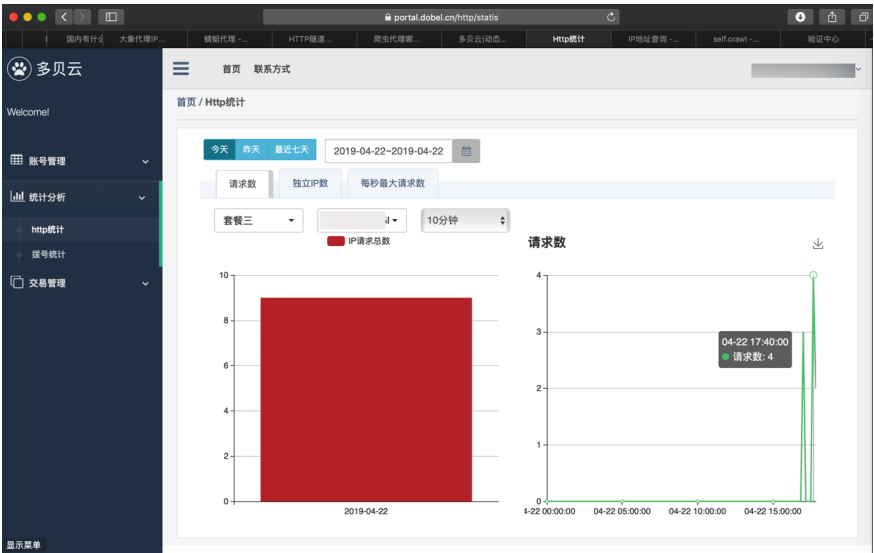 portal.dobel.cn/http/statis
国内有什么 大象代理IP... 蜻蜓代理 -... HTTP隧道... 爬虫代理哪... 多贝云|动态... Http统计 IP地址查询 -... self.crawl -... 验证中心
多贝云
首页 联系方式
首页 / Http统计
Welcome!
今天 昨天 最近七天 2019-04-22~2019-04-22
账号管理
请求数 独立IP数 每秒最大请求数
统计分析
http统计
套餐三 10分钟
IP请求总数
请求数
拨号统计
交易管理
10
8
6
4
2
0
2019-04-22
4
3
2
1
0
04-22 17:40:00
请求数: 4
4-22 00:00:00 04-22 05:00:00 04-22 10:00:00 04-22 15:00:00
显示菜单